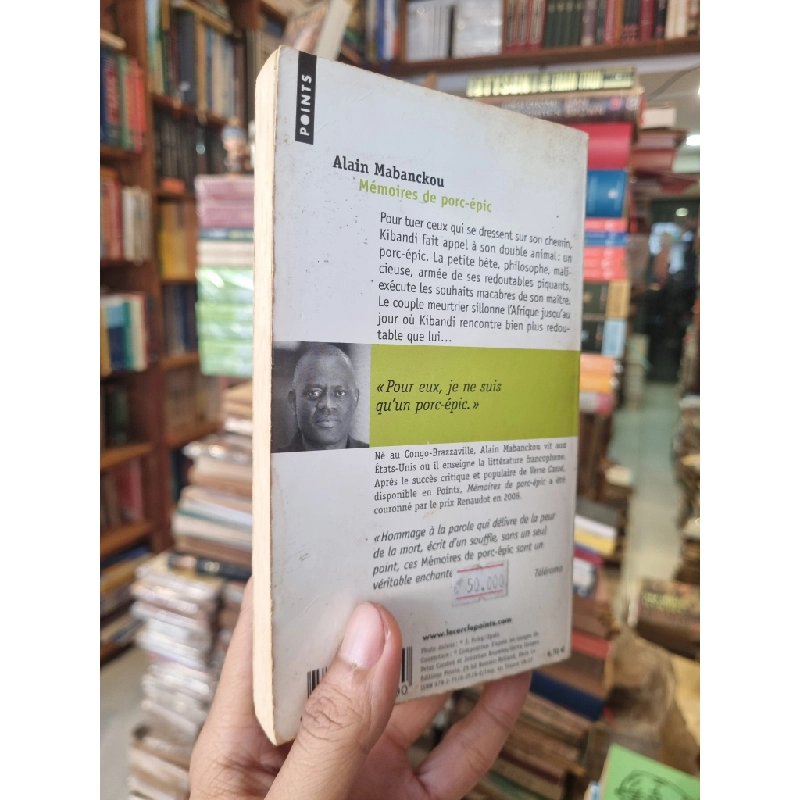 POINTS
Alain Mabanckou
Mémoires de porc-épic
Pour tuer ceux qui se dressent sur son chemin,
Kibandi fait appel à son double animal : un
porc-épic. La petite bête, philosophe, mali-
cieuse, armée de ses redoutables piquants,
exécute les souhaits macabres de son maître.
Le couple meurtrier sillonne l'Afrique jusqu'au
jour où Kibandi rencontre bien plus redou-
table que lui…
« Pour eux, je ne suis
qu'un porc-épic. »
Né au Congo-Brazzaville, Alain Mabanckou vit aux
États-Unis où il enseigne la littérature francophone.
Après le succès critique et populaire de Verre Cassé,
disponible en Points, Mémoires de porc-épic a été
couronné par le prix Renaudot en 2006.
« Hommage à la parole qui délivre de la peur
de la mort, écrit d'un souffle, sans un seul
point, ces Mémoires de porc-épic sont un
véritable enchante
Télérama
50.000
www.lecerclepoints.com